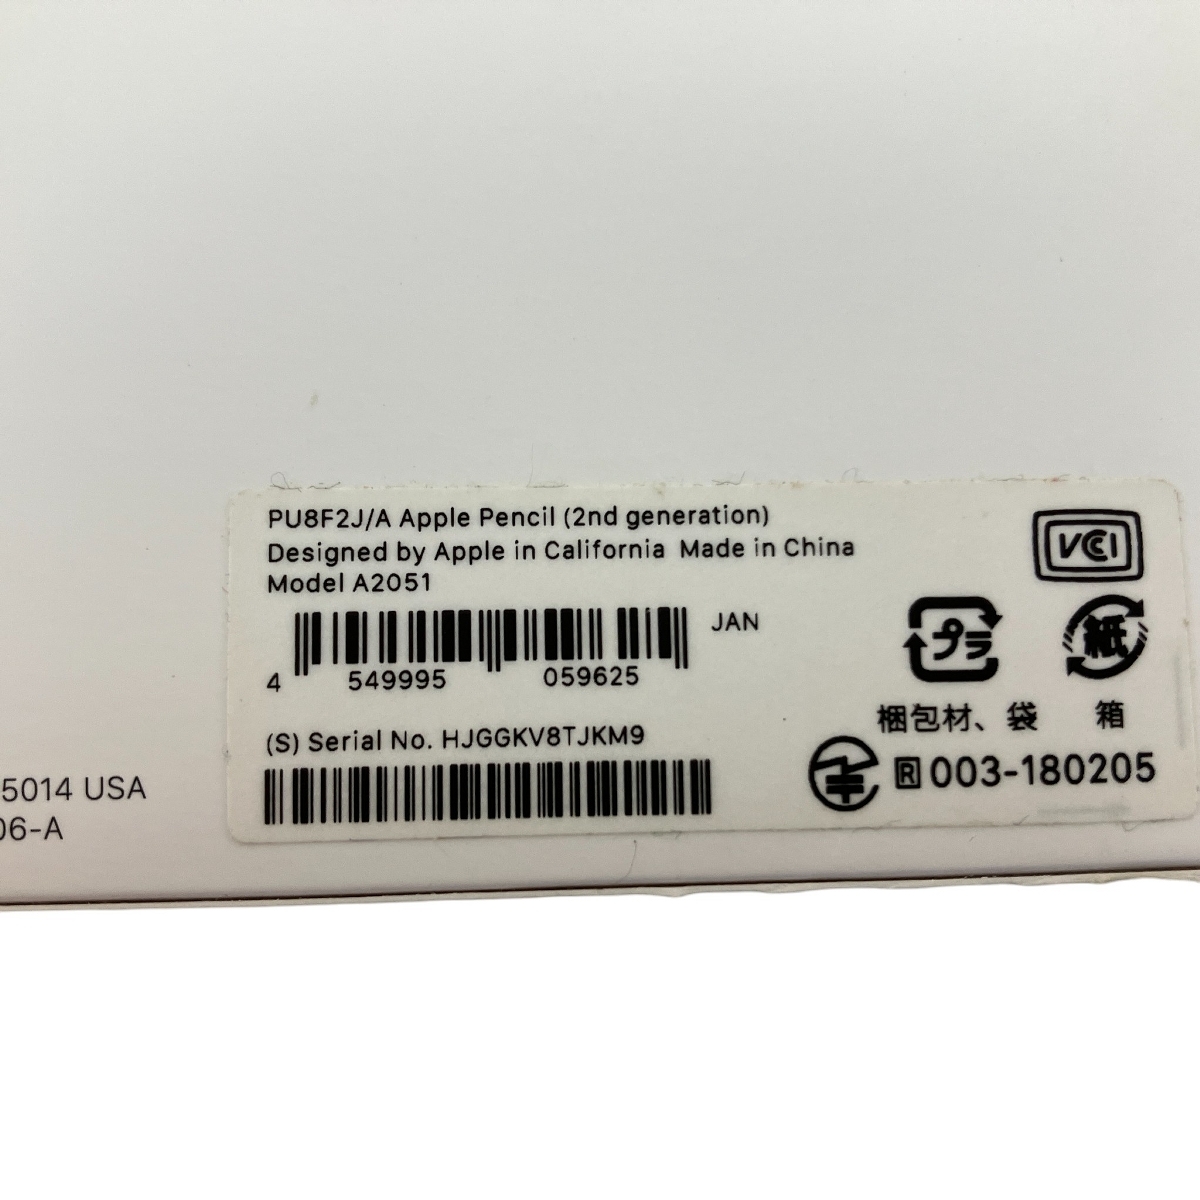 PU8F2J/A Apple Pencil (2nd generation)
Designed by Apple in California Made in China
Model A2051
JAN
4 549995 059625
(S) Serial No. HJGGKV8TJKM9
VCCI
プラ
紙
梱包材、袋
箱
R 003-180205
5014 USA
06-A